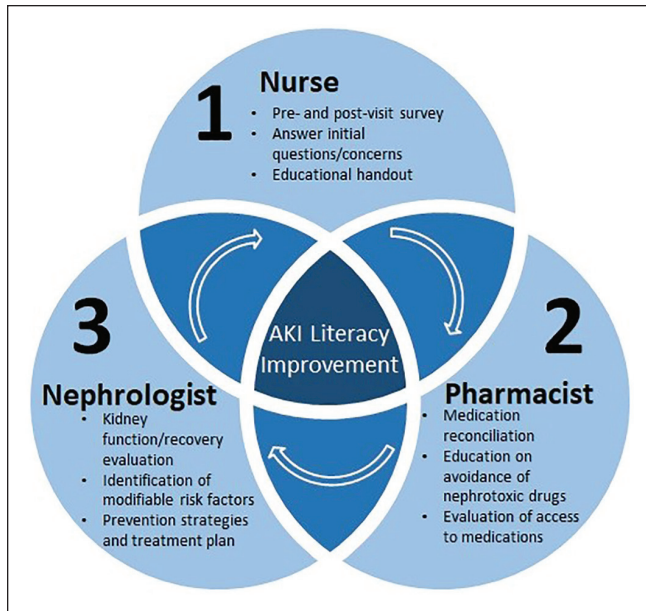 1
Nurse
• Pre- and post-visit survey
• Answer initial
questions/concerns
• Educational handout
AKI Literacy
Improvement
2
Pharmacist
• Medication
reconciliation
• Education on
avoidance of
nephrotoxic drugs
• Evaluation of access
to medications
3
Nephrologist
• Kidney
function/recovery
evaluation
• Identification of
modifiable risk factors
• Prevention strategies
and treatment plan